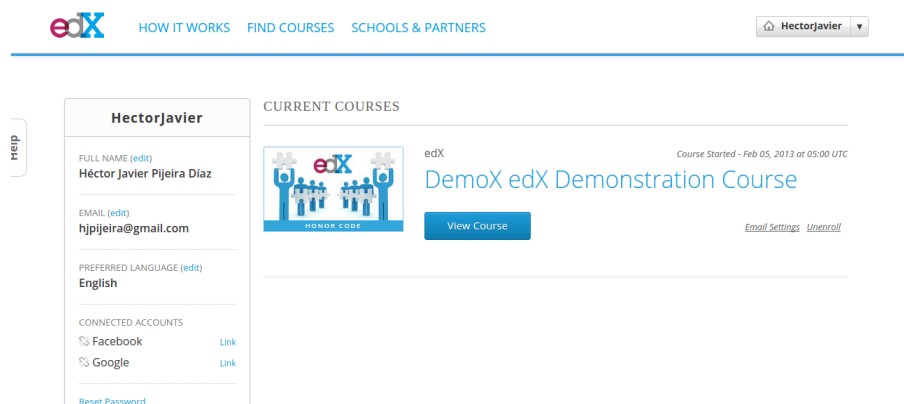 edX HOW IT WORKS FIND COURSES SCHOOLS & PARTNERS HectorJavier ▼
Help
HectorJavier
FULL NAME (edit)
Héctor Javier Pijeira Díaz
EMAIL (edit)
hjpijeira@gmail.com
PREFERRED LANGUAGE (edit)
English
CONNECTED ACCOUNTS
Facebook Link
Google Link
Reset Password
CURRENT COURSES
edX
HONOR CODE
edX Course Started - Feb 05, 2013 at 05:00 UTC
DemoX edX Demonstration Course
View Course Email Settings Unenroll